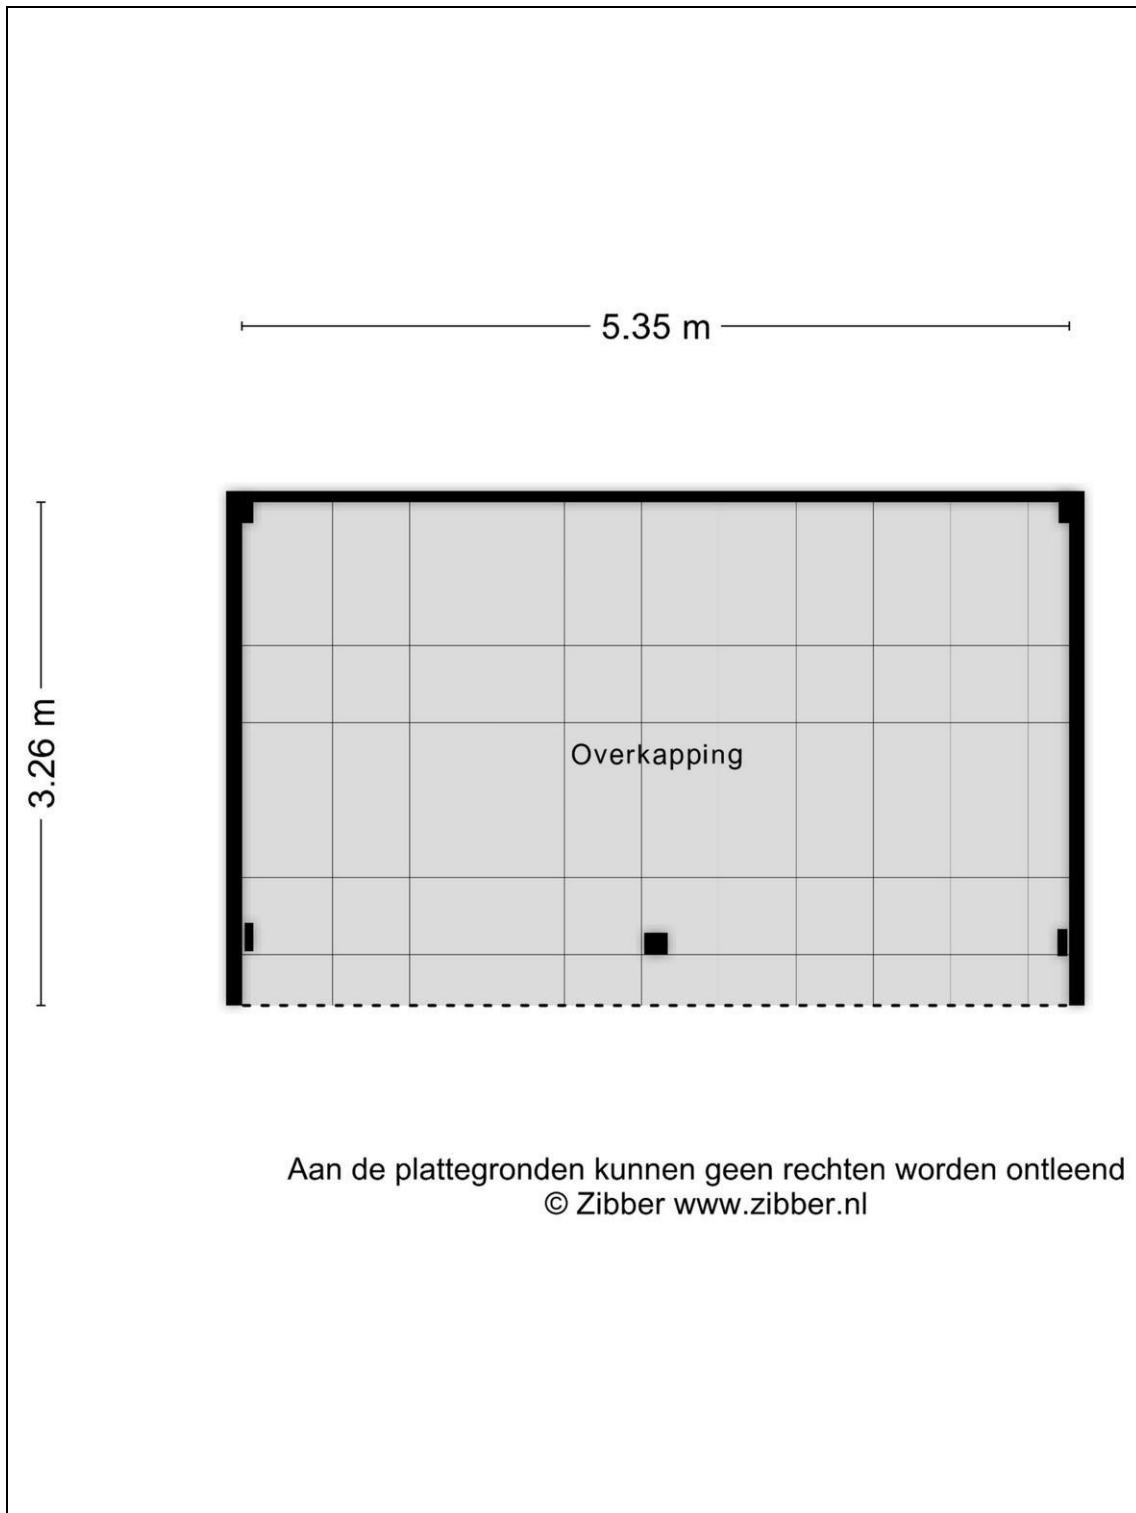 5.35 m
3.26 m
Overkapping
Aan de plattegronden kunnen geen rechten worden ontleend
© Zibber www.zibber.nl